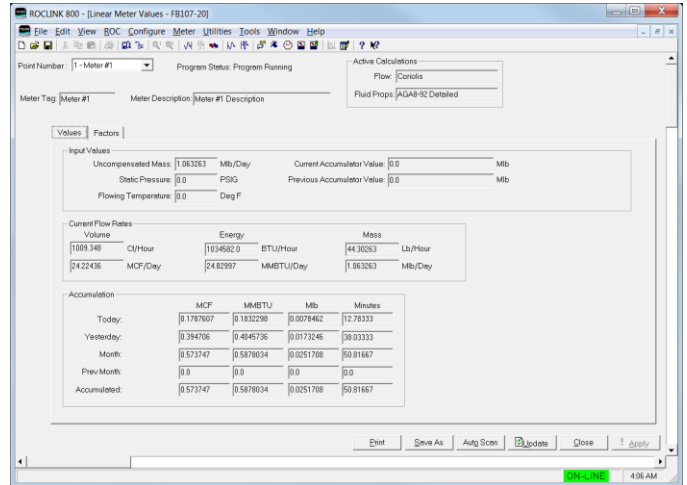 ROCLINK 800 - [Linear Meter Values - FB107-20]
File Edit View ROC Configure Meter Utilities Tools Window Help
Point Number: 1 - Meter #1 Program Status: Program Running
Active Calculations
Flow: Coriolis
Fluid Props: AGA8-92 Detailed
Meter Tag: Meter #1 Meter Description: Meter #1 Description
Values Factors
Input Values
Uncompensated Mass: 1.063263 Mlb/Day Current Accumulator Value: 0.0 Mlb
Static Pressure: 0.0 PSIG Previous Accumulator Value: 0.0 Mlb
Flowing Temperature: 0.0 Deg F
Current Flow Rates
Volume Energy Mass
1009.348 Cf/Hour 1034582.0 BTU/Hour 44.30263 Lb/Hour
24.22436 MCF/Day 24.82997 MMBTU/Day 1.063263 Mlb/Day
Accumulation
MCF MMBTU Mlb Minutes
Today: 0.1787607 0.1832298 0.0078462 12.78333
Yesterday: 0.394706 0.4045736 0.0173246 38.03333
Month: 0.573747 0.5878034 0.0251708 50.81667
Prev Month: 0.0 0.0 0.0 0.0
Accumulated: 0.573747 0.5878034 0.0251708 50.81667
Print Save As Auto Scan Update Close ! Apply
ON-LINE 4:06 AM